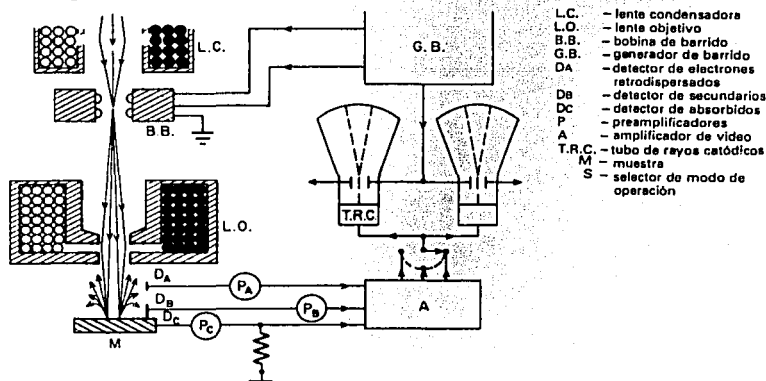 L.C.
B.B.
G.B.
T.R.C.
L.O.
DA
PA
DB
PB
DC
PC
A
M
L.C. – lente condensadora
L.O. – lente objetivo
B.B. – bobina de barrido
G.B. – generador de barrido
DA – detector de electrones
retrodispersados
DB – detector de secundarios
DC – detector de absorbidos
P – preamplificadores
A – amplificador de video
T.R.C. – tubo de rayos catódicos
M – muestra
S – selector de modo de
operación